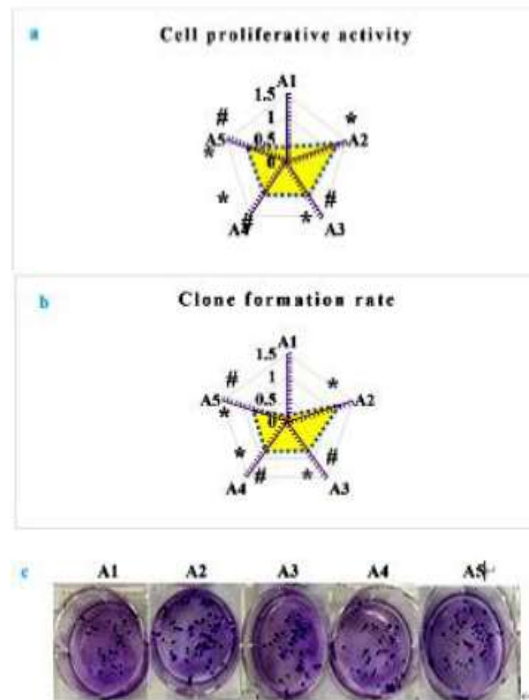 a
Cell proliferative activity
A1
1.5
1
0.5
0
#
*
A5
*
A2
*
#
#
*
A4
A3
b
Clone formation rate
A1
1.5
1
0.5
0
#
*
A5
*
A2
*
#
#
*
A4
A3
c
A1 A2 A3 A4 A5